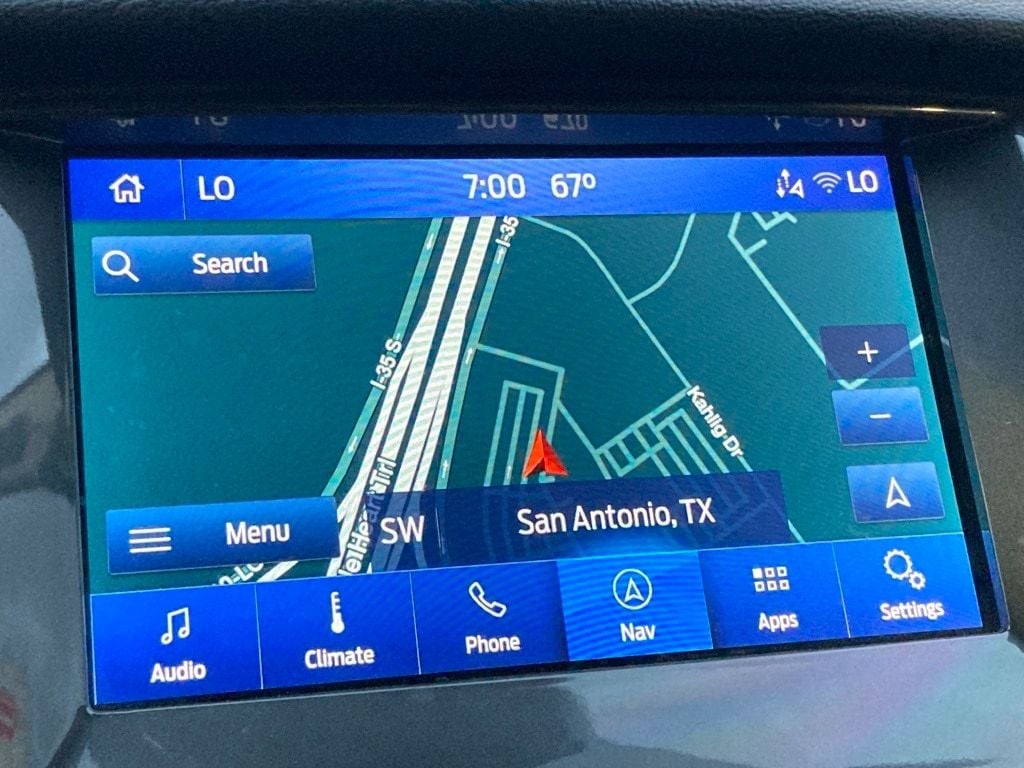 LO 7:00 67° LO
Search
I-35
I-35 S
Kahlig Dr
Menu
SW
San Antonio, TX
Audio
Climate
Phone
Nav
Apps
Settings